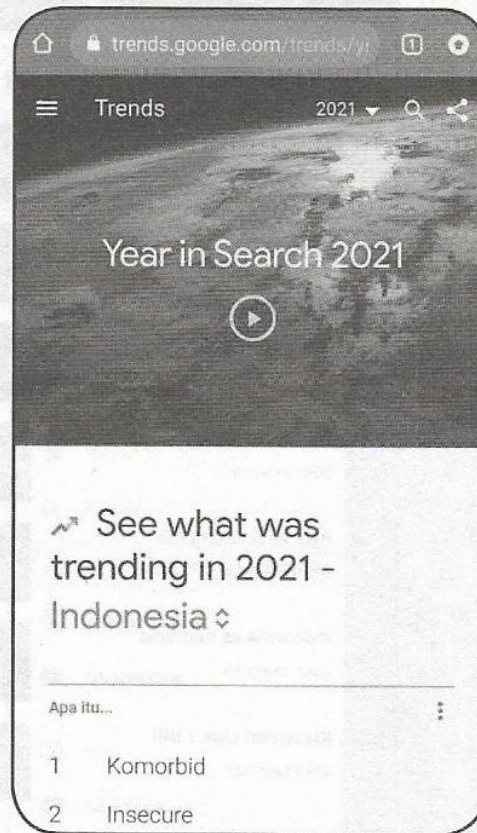 trends.google.com/trends/y
1
Trends
2021
Year in Search 2021
See what was
trending in 2021 -
Indonesia
Apa itu...
1 Komorbid
2 Insecure